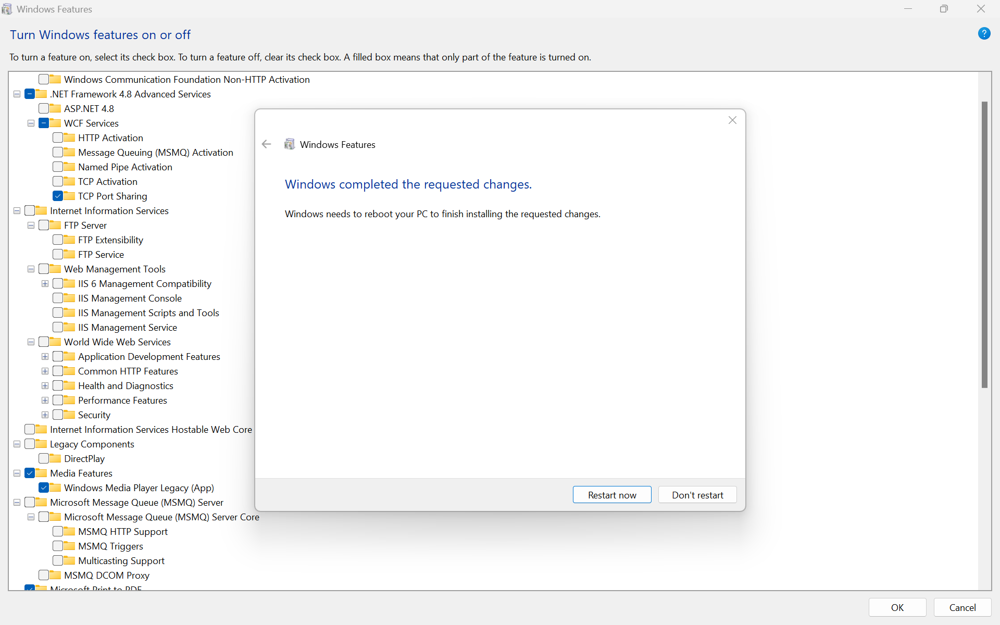 Windows Features
Turn Windows features on or off
To turn a feature on, select its check box. To turn a feature off, clear its check box. A filled box means that only part of the feature is turned on.
Windows Communication Foundation Non-HTTP Activation
.NET Framework 4.8 Advanced Services
ASP.NET 4.8
WCF Services
HTTP Activation
Message Queuing (MSMQ) Activation
Named Pipe Activation
TCP Activation
TCP Port Sharing
Internet Information Services
FTP Server
FTP Extensibility
FTP Service
Web Management Tools
IIS 6 Management Compatibility
IIS Management Console
IIS Management Scripts and Tools
IIS Management Service
World Wide Web Services
Application Development Features
Common HTTP Features
Health and Diagnostics
Performance Features
Security
Internet Information Services Hostable Web Core
Legacy Components
DirectPlay
Media Features
Windows Media Player Legacy (App)
Microsoft Message Queue (MSMQ) Server
Microsoft Message Queue (MSMQ) Server Core
MSMQ HTTP Support
MSMQ Triggers
Multicasting Support
MSMQ DCOM Proxy
Microsoft Print to PDF
Windows Features
Windows completed the requested changes.
Windows needs to reboot your PC to finish installing the requested changes.
Restart now
Don't restart
OK
Cancel